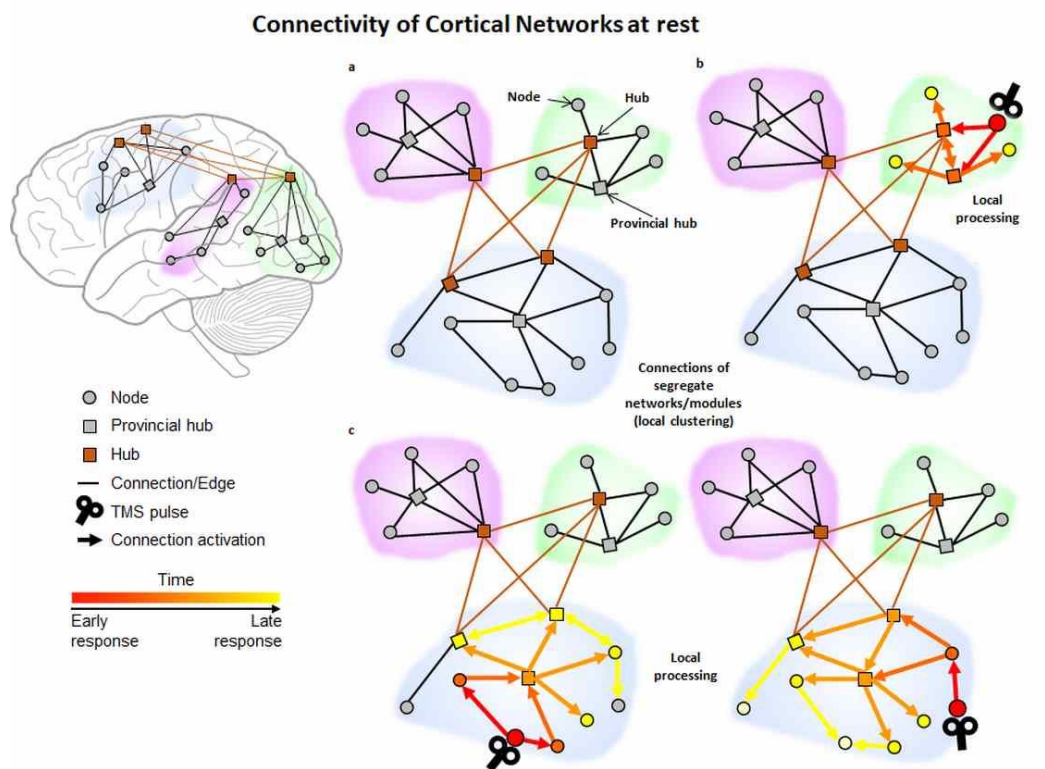 Connectivity of Cortical Networks at rest
a
Node
Hub
Provincial hub
b
Local
processing
Connections of
segregate
networks/modules
(local clustering)
Node
Provincial hub
Hub
Connection/Edge
TMS pulse
Connection activation
Time
Early
response
Late
response
c
Local
processing